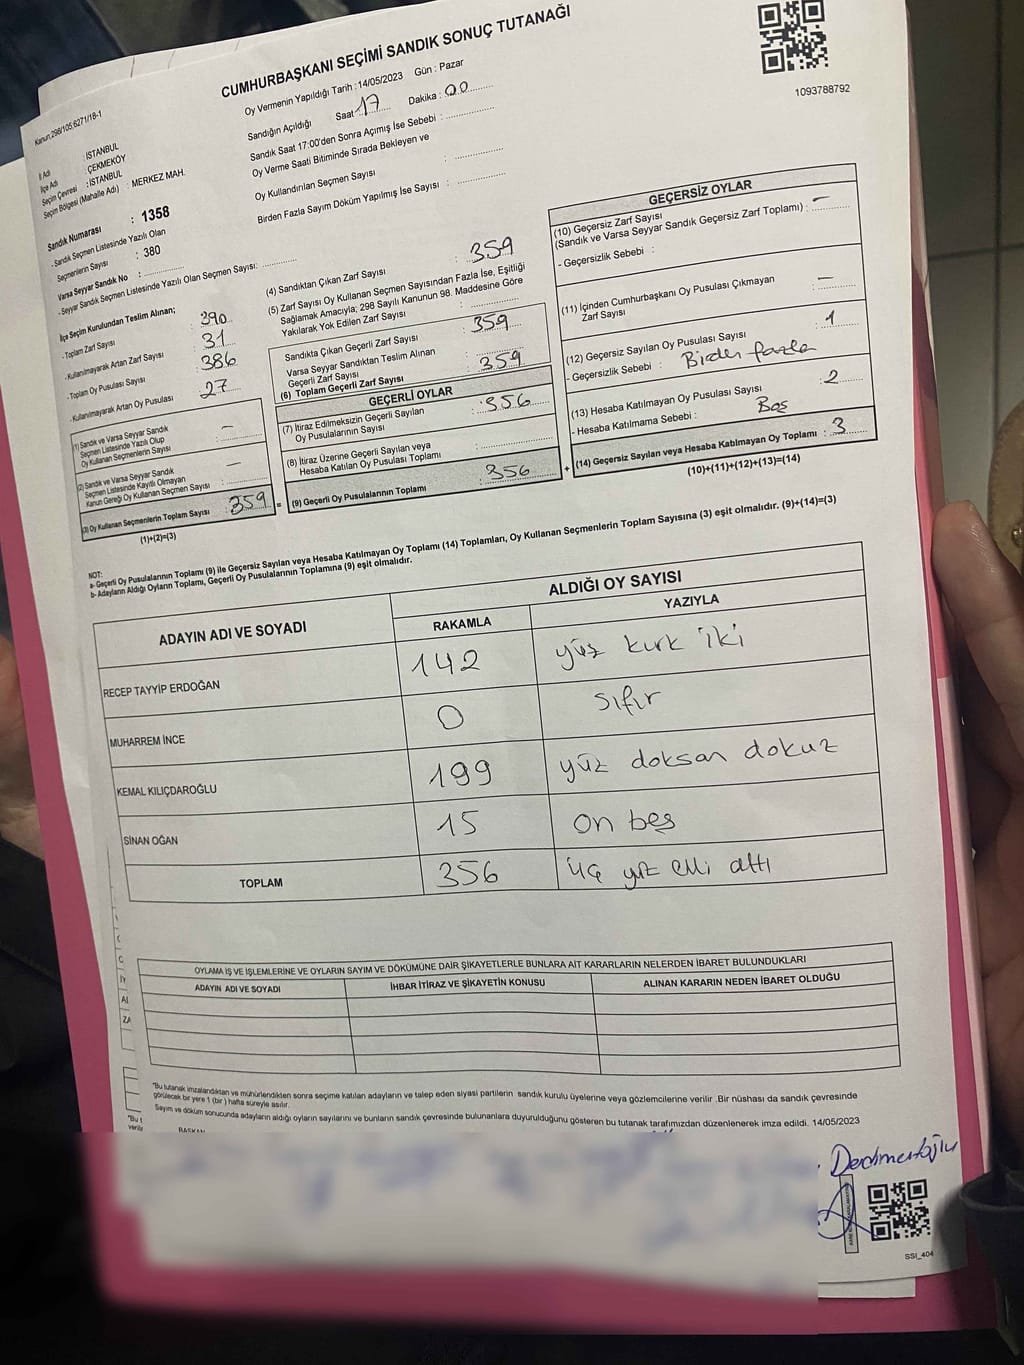 CUMHURBAŞKANI SEÇİMİ SANDIK SONUÇ TUTANAĞI
Oy Vermenin Yapıldığı Tarih : 14/05/2023 Gün : Pazar
1093788792
Kanun:298/105;6271/18-1
Sandığın Açıldığı Saat 17 Dakika : 00
Sandık Saat 17:00'den Sonra Açımış İse Sebebi :
Oy Verme Saati Bitiminde Sırada Bekleyen ve
Oy Kullandırılan Seçmen Sayısı :
Birden Fazla Sayım Döküm Yapılmış İse Sayısı :
İl Adı : İSTANBUL
İlçe Adı : ÇEKMEKÖY
Seçim Çevresi : İSTANBUL
Seçim Bölgesi (Mahalle Adı) : MERKEZ MAH.
Sandık Numarası : 1358
-Sandık Seçmen Listesinde Yazılı Olan
Seçmenlerin Sayısı : 380
Varsa Seyyar Sandık No :
-Seyyar Sandık Seçmen Listesinde Yazılı Olan Seçmen Sayısı:
İlçe Seçim Kurulundan Teslim Alınan;
-Toplam Zarf Sayısı : 390
-Kullanılmayarak Artan Zarf Sayısı : 31
-Toplam Oy Pusulası Sayısı : 386
-Kullanılmayarak Artan Oy Pusulası : 27
(1) Sandık ve Varsa Seyyar Sandık
Seçmen Listesinde Yazılı Olup
Oy Kullanan Seçmenlerin Sayısı : -
(2) Sandık ve Varsa Seyyar Sandık
Seçmen Listesinde Kayıtlı Olmayan
Kanun Gereği Oy Kullanan Seçmen Sayısı : -
(3) Oy Kullanan Seçmenlerin Toplam Sayısı : 359 =
(1)+(2)=(3)
(4) Sandıktan Çıkan Zarf Sayısı : 359
(5) Zarf Sayısı Oy Kullanan Seçmen Sayısından Fazla İse, Eşitliği
Sağlamak Amacıyla; 298 Sayılı Kanunun 98. Maddesine Göre
Yakılarak Yok Edilen Zarf Sayısı :
Sandıkta Çıkan Geçerli Zarf Sayısı : 359
Varsa Seyyar Sandıktan Teslim Alınan
Geçerli Zarf Sayısı :
(6) Toplam Geçerli Zarf Sayısı : 359
GEÇERLİ OYLAR
(7) İtiraz Edilmeksizin Geçerli Sayılan
Oy Pusulalarının Sayısı : 356
(8) İtiraz Üzerine Geçerli Sayılan veya
Hesaba Katılan Oy Pusulası Toplamı :
(9) Geçerli Oy Pusulalarının Toplamı : 356 +
GEÇERSİZ OYLAR
(10) Geçersiz Zarf Sayısı
(Sandık ve Varsa Seyyar Sandık Geçersiz Zarf Toplamı) : -
- Geçersizlik Sebebi :
(11) İçinden Cumhurbaşkanı Oy Pusulası Çıkmayan
Zarf Sayısı : -
(12) Geçersiz Sayılan Oy Pusulası Sayısı : 1
- Geçersizlik Sebebi : Birden fazla
(13) Hesaba Katılmayan Oy Pusulası Sayısı : 2
- Hesaba Katılmama Sebebi : Boş
(14) Geçersiz Sayılan veya Hesaba Katılmayan Oy Toplamı : 3
(10)+(11)+(12)+(13)=(14)
NOT:
a- Geçerli Oy Pusulalarının Toplamı (9) ile Geçersiz Sayılan veya Hesaba Katılmayan Oy Toplamı (14) Toplamları, Oy Kullanan Seçmenlerin Toplam Sayısına (3) eşit olmalıdır. (9)+(14)=(3)
b- Adayların Aldığı Oyların Toplamı, Geçerli Oy Pusulalarının Toplamına (9) eşit olmalıdır.
ADAYIN ADI VE SOYADI
ALDIĞI OY SAYISI
RAKAMLA YAZIYLA
RECEP TAYYİP ERDOĞAN 142 yüz kırk iki
MUHARREM İNCE 0 sıfır
KEMAL KILIÇDAROĞLU 199 yüz doksan dokuz
SİNAN OĞAN 15 on beş
TOPLAM 356 üç yüz elli altı
OYLAMA İŞ VE İŞLEMLERİNE VE OYLARIN SAYIM VE DÖKÜMÜNE DAİR ŞİKAYETLERLE BUNLARA AİT KARARLARIN NELERDEN İBARET BULUNDUKLARI
ADAYIN ADI VE SOYADI İHBAR İTİRAZ VE ŞİKAYETİN KONUSU ALINAN KARARIN NEDEN İBARET OLDUĞU
"Bu tutanak imzalandıktan ve mühürlendikten sonra seçime katılan adayların ve talep eden siyasi partilerin sandık kurulu üyelerine veya gözlemcilerine verilir .Bir nüshası da sandık çevresinde
görülecek bir yere 1 (bir) hafta süreyle asılır.
Sayım ve döküm sonucunda adayların aldığı oyların sayılarını ve bunların sandık çevresinde bulunanlara duyurulduğunu gösteren bu tutanak tarafımızdan düzenlenerek imza edildi. 14/05/2023
BAŞKAN
SSI_404